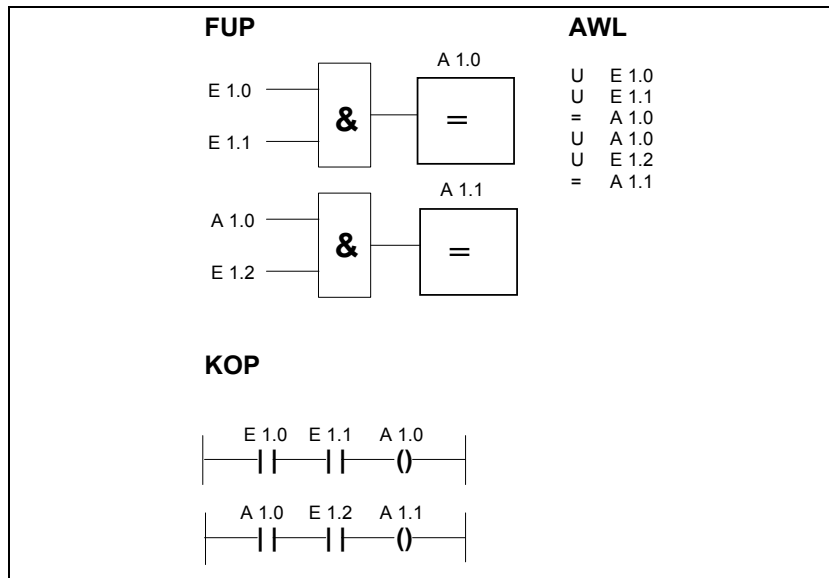 FUP
A 1.0
E 1.0
&
=
E 1.1
A 1.1
A 1.0
&
=
E 1.2
AWL
U E 1.0
U E 1.1
= A 1.0
U A 1.0
U E 1.2
= A 1.1
KOP
E 1.0 E 1.1 A 1.0
()
A 1.0 E 1.2 A 1.1
()